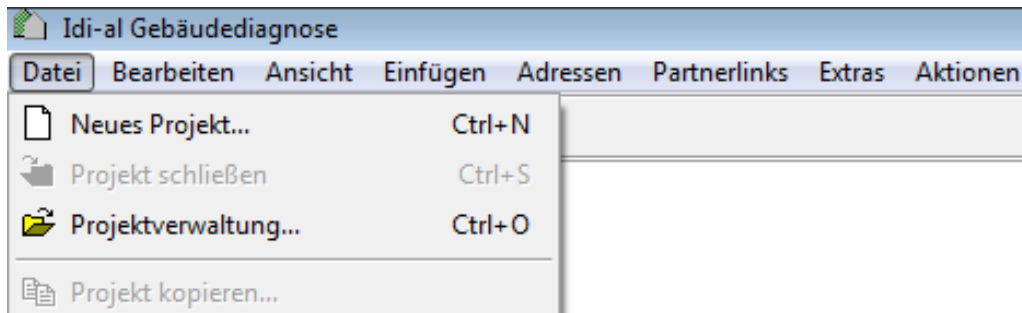 Idi-al Gebäudediagnose
Datei Bearbeiten Ansicht Einfügen Adressen Partnerlinks Extras Aktionen
Neues Projekt... Ctrl+N
Projekt schließen Ctrl+S
Projektverwaltung... Ctrl+O
Projekt kopieren...